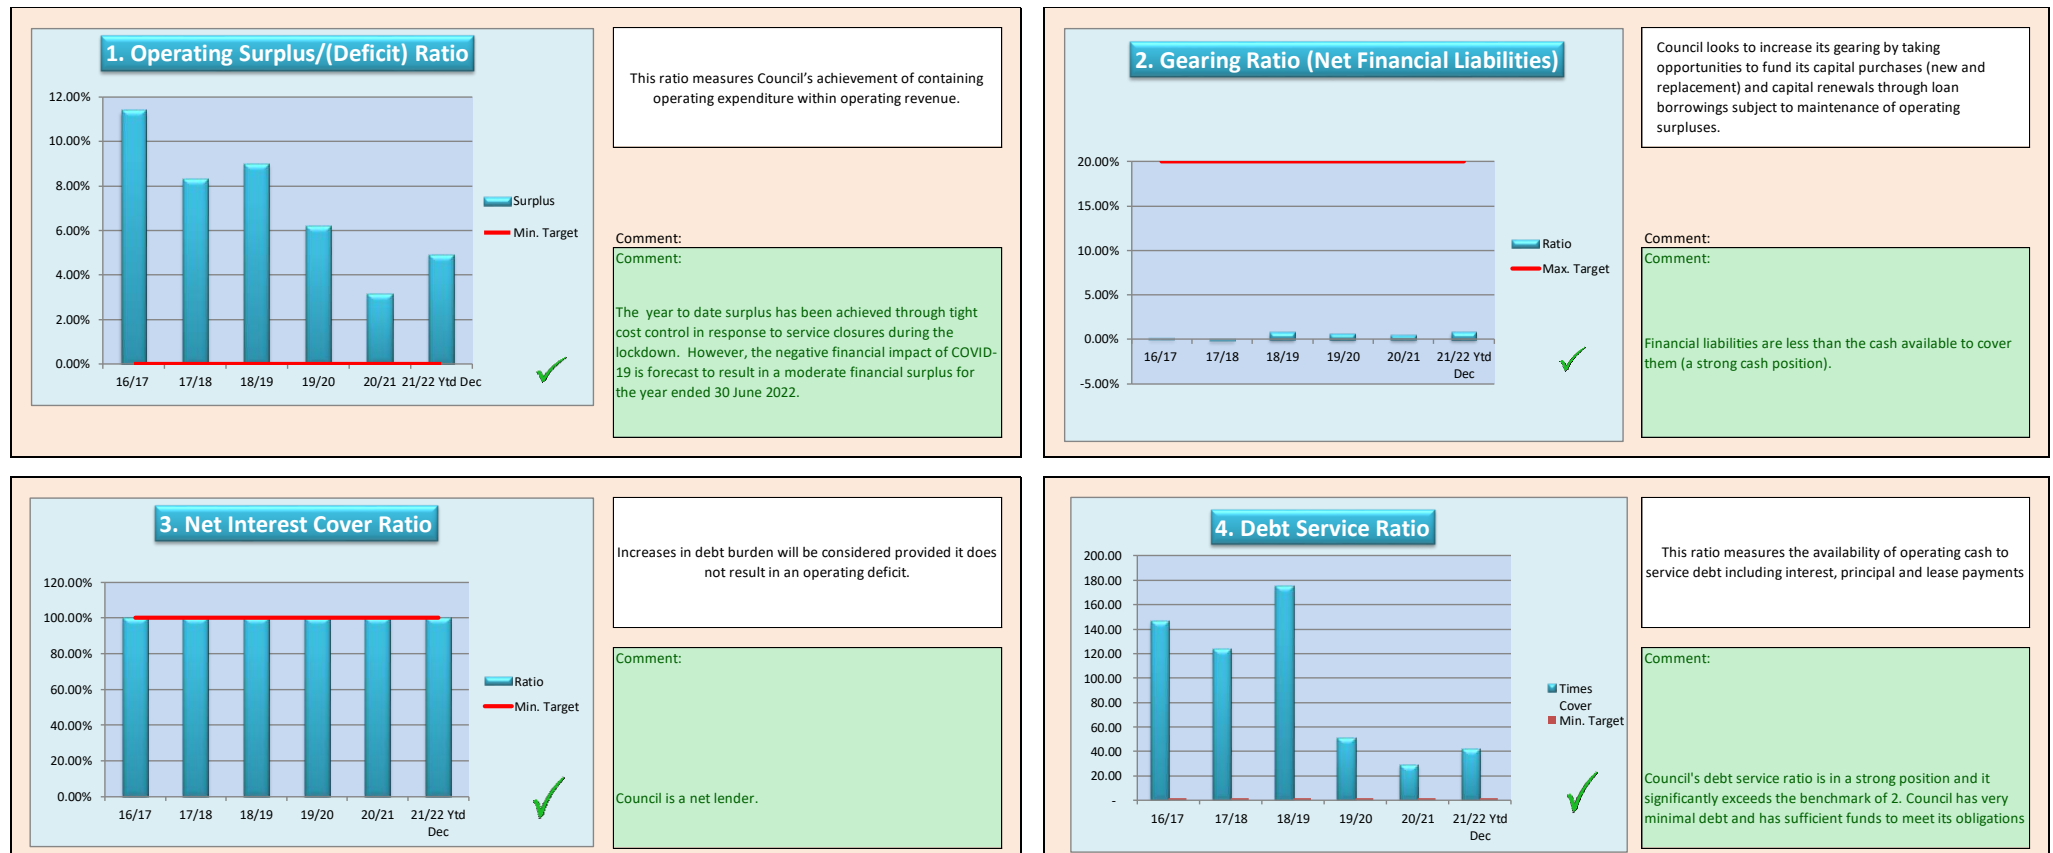 1. Operating Surplus/(Deficit) Ratio
12.00%
10.00%
8.00%
6.00%
4.00%
2.00%
0.00%
16/17 17/18 18/19 19/20 20/21 21/22 Ytd Dec
Surplus
Min. Target
This ratio measures Council’s achievement of containing
operating expenditure within operating revenue.
Comment:
Comment:
The  year to date surplus has been achieved through tight
cost control in response to service closures during the
lockdown.  However, the negative financial impact of COVID-
19 is forecast to result in a moderate financial surplus for
the year ended 30 June 2022.
2. Gearing Ratio (Net Financial Liabilities)
20.00%
15.00%
10.00%
5.00%
0.00%
-5.00%
16/17 17/18 18/19 19/20 20/21 21/22 Ytd
Dec
Ratio
Max. Target
Council looks to increase its gearing by taking
opportunities to fund its capital purchases (new and
replacement) and capital renewals through loan
borrowings subject to maintenance of operating
surpluses.
Comment:
Comment:
Financial liabilities are less than the cash available to cover
them (a strong cash position).
3. Net Interest Cover Ratio
120.00%
100.00%
80.00%
60.00%
40.00%
20.00%
0.00%
16/17 17/18 18/19 19/20 20/21 21/22 Ytd
Dec
Ratio
Min. Target
Increases in debt burden will be considered provided it does
not result in an operating deficit.
Comment:
Council is a net lender.
4. Debt Service Ratio
200.00
180.00
160.00
140.00
120.00
100.00
80.00
60.00
40.00
20.00
-
16/17 17/18 18/19 19/20 20/21 21/22 Ytd
Dec
Times
Cover
Min. Target
This ratio measures the availability of operating cash to
service debt including interest, principal and lease payments
Comment:
Council's debt service ratio is in a strong position and it
significantly exceeds the benchmark of 2. Council has very
minimal debt and has sufficient funds to meet its obligations